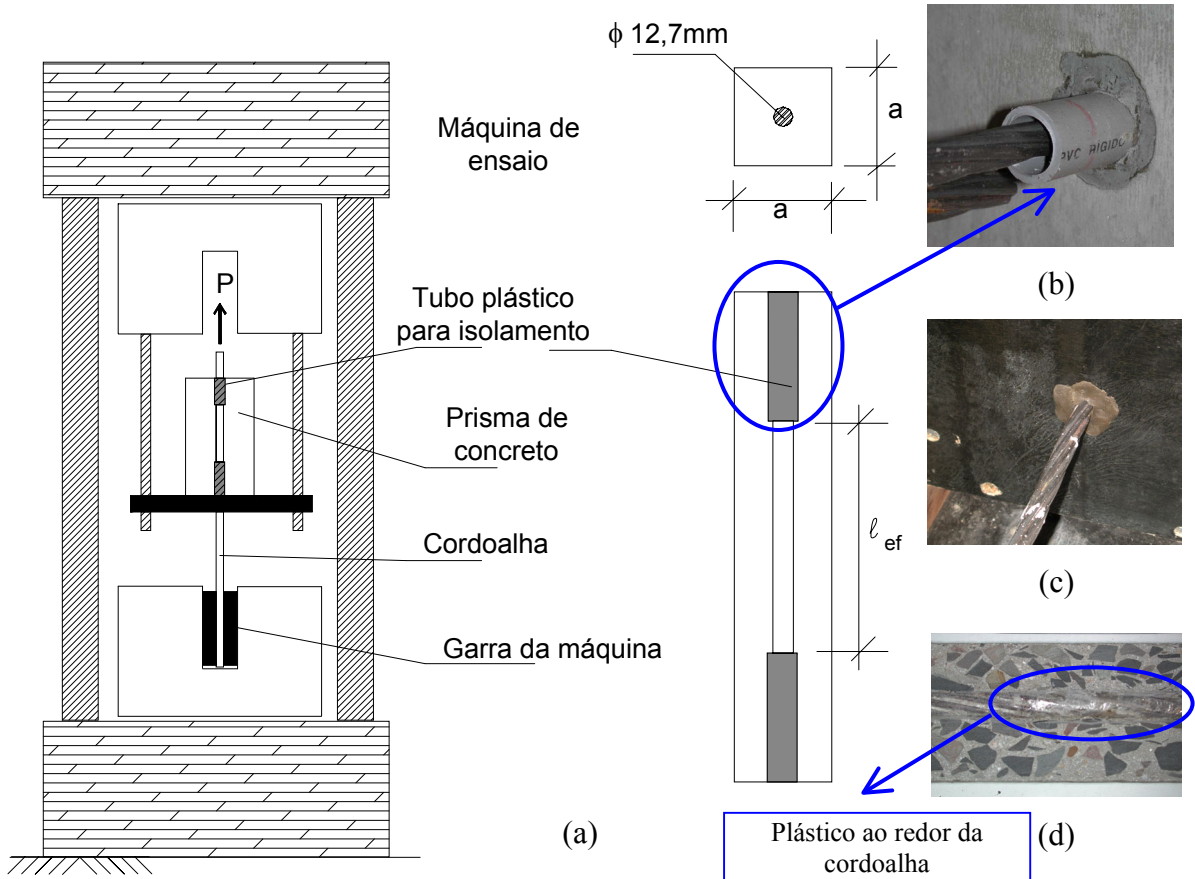 ϕ 12,7mm
a
a
Máquina de
ensaio
P
Tubo plástico
para isolamento
Prisma de
concreto
Cordoalha
Garra da máquina
ℓ ef
PVC RÍGIDO
(b)
(c)
(a)
(d)
Plástico ao redor da
cordoalha